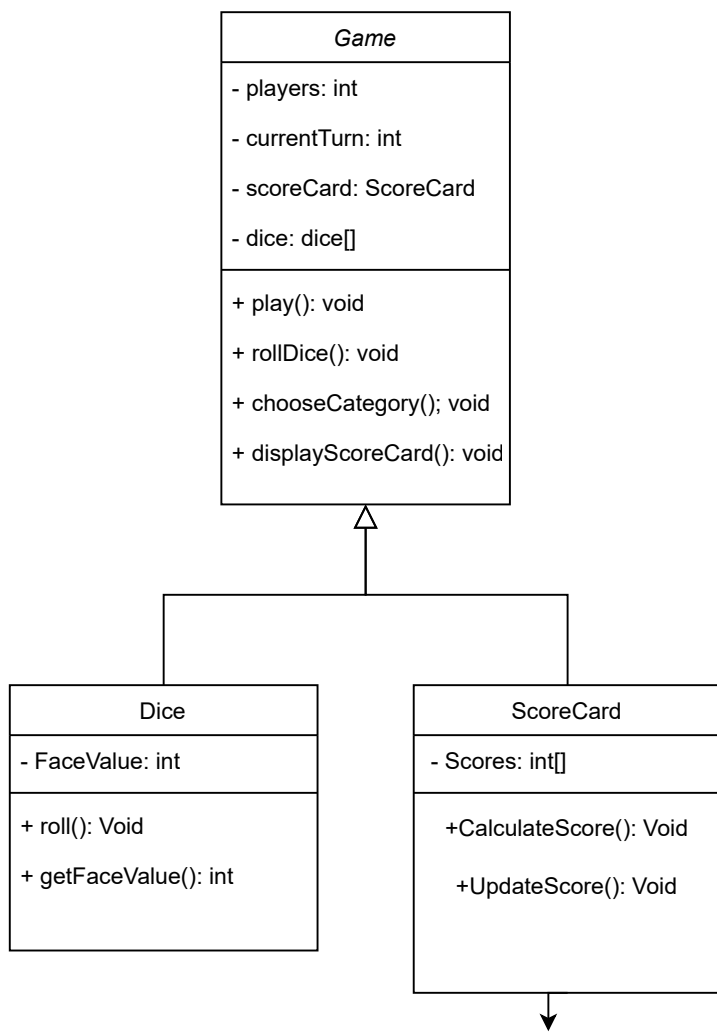 Game
- players: int
- currentTurn: int
- scoreCard: ScoreCard
- dice: dice[]
+ play(): void
+ rollDice(): void
+ chooseCategory(); void
+ displayScoreCard(): void
Dice
- FaceValue: int
+ roll(): Void
+ getFaceValue(): int
ScoreCard
- Scores: int[]
+CalculateScore(): Void
+UpdateScore(): Void